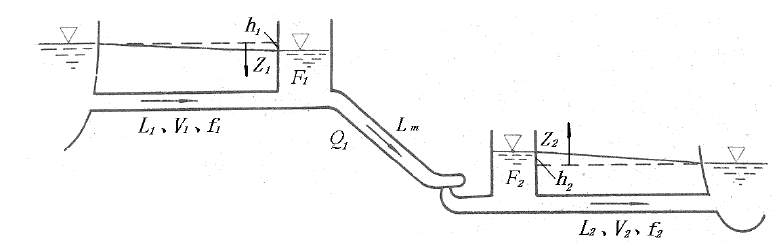 h₁
Z₁
F₁
L₁、V₁、f₁
Q₁
Lₘ
Z₂
F₂
h₂
L₂、V₂、f₂